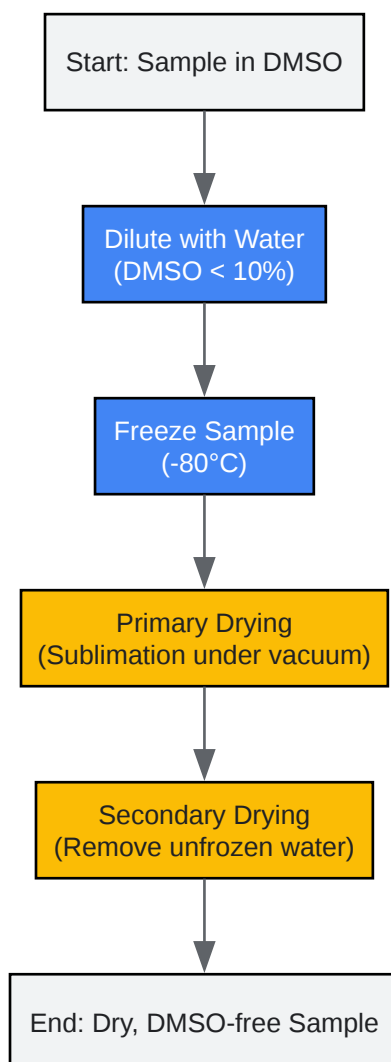 Start: Sample in DMSO
Dilute with Water
(DMSO < 10%)
Freeze Sample
(-80°C)
Primary Drying
(Sublimation under vacuum)
Secondary Drying
(Remove unfrozen water)
End: Dry, DMSO-free Sample